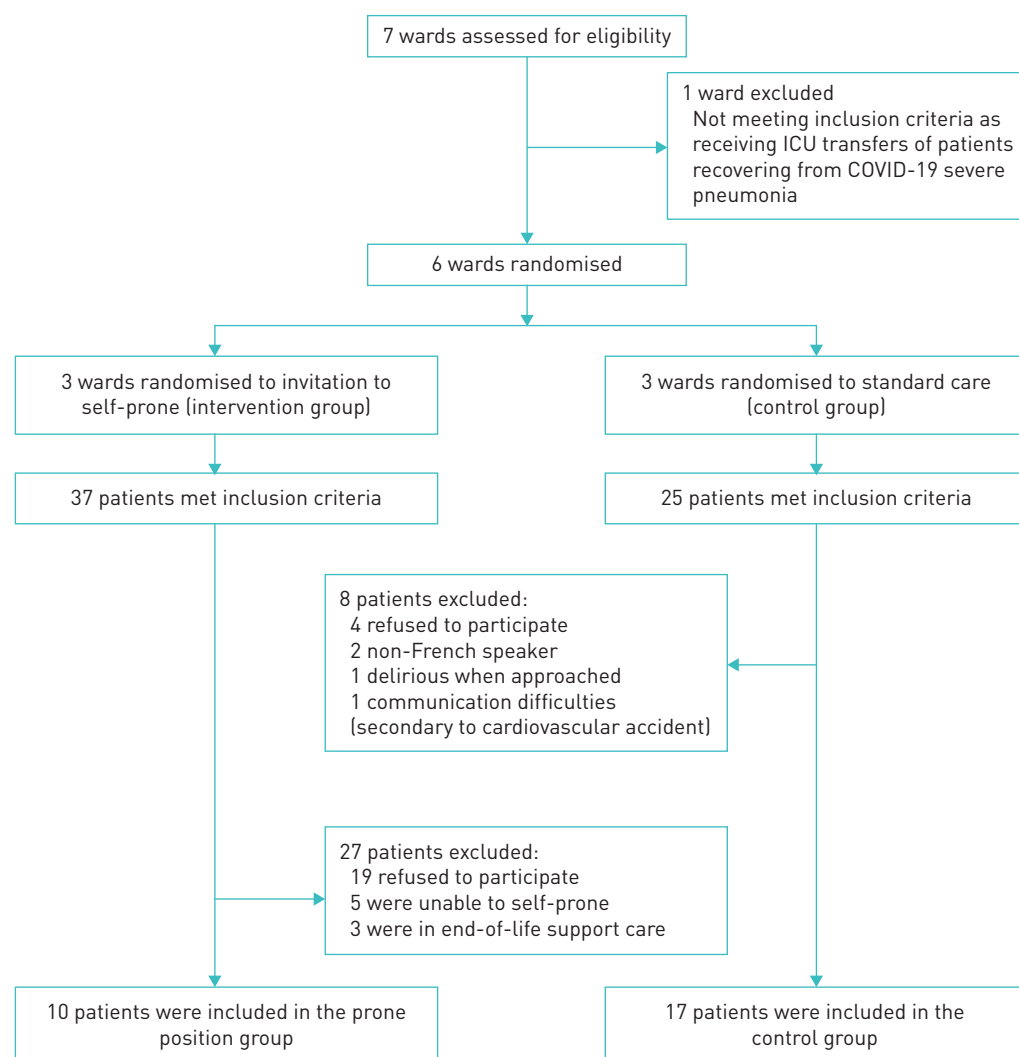 7 wards assessed for eligibility
1 ward excluded
Not meeting inclusion criteria as
receiving ICU transfers of patients
recovering from COVID-19 severe
pneumonia
6 wards randomised
3 wards randomised to invitation to
self-prone (intervention group)
3 wards randomised to standard care
(control group)
37 patients met inclusion criteria
25 patients met inclusion criteria
8 patients excluded:
4 refused to participate
2 non-French speaker
1 delirious when approached
1 communication difficulties
(secondary to cardiovascular accident)
27 patients excluded:
19 refused to participate
5 were unable to self-prone
3 were in end-of-life support care
10 patients were included in the prone
position group
17 patients were included in the
control group